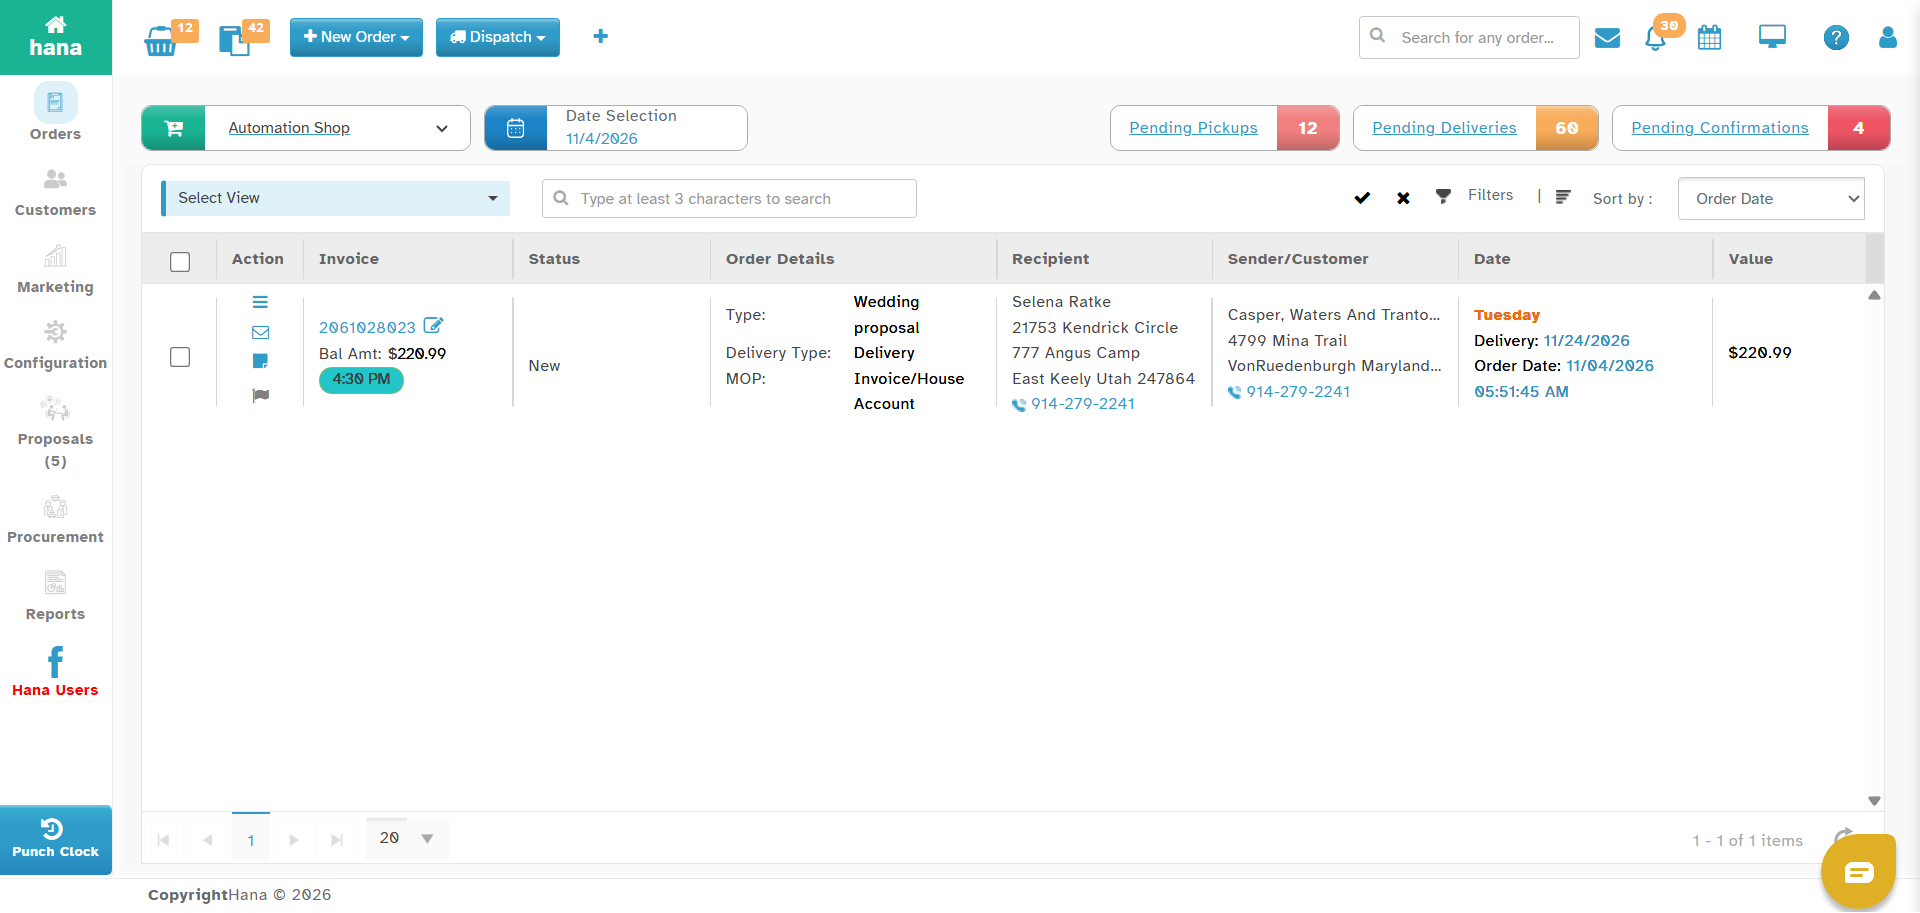 hana
12
42
New Order
Dispatch
Search for any order...
30
Orders
Customers
Marketing
Configuration
Proposals
(5)
Procurement
Reports
Hana Users
Punch Clock
Automation Shop
Date Selection
11/4/2026
Pending Pickups 12
Pending Deliveries 60
Pending Confirmations 4
Select View
Type at least 3 characters to search
Filters
|
Sort by :
Order Date
Action Invoice Status Order Details Recipient Sender/Customer Date Value
2061028023
Bal Amt: $220.99
4:30 PM
New
Type: Wedding
proposal
Delivery Type: Delivery
MOP: Invoice/House
Account
Selena Ratke
21753 Kendrick Circle
777 Angus Camp
East Keely Utah 247864
914-279-2241
Casper, Waters And Tranto...
4799 Mina Trail
VonRuedenburgh Maryland...
914-279-2241
Tuesday
Delivery: 11/24/2026
Order Date: 11/04/2026
05:51:45 AM
$220.99
1
20
1 - 1 of 1 items
CopyrightHana © 2026